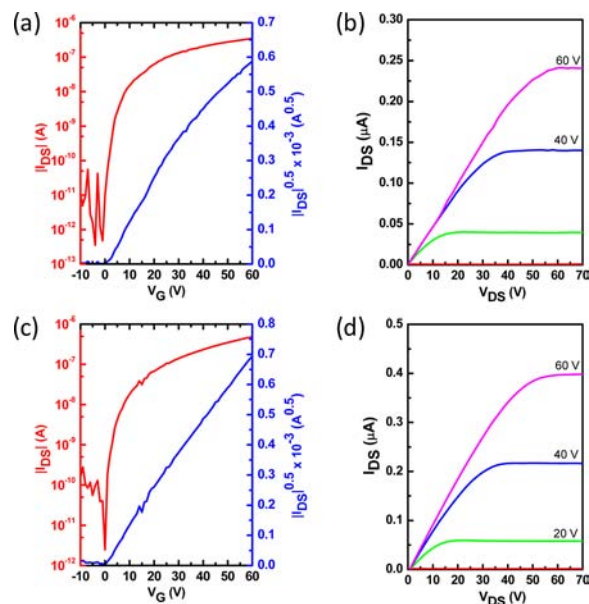 (a)
10^-6
10^-7
10^-8
10^-9
10^-10
10^-11
10^-12
10^-13
|I_DS| (A)
-10 0 10 20 30 40 50 60
V_G (V)
0.7
0.6
0.5
0.4
0.3
0.2
0.1
0.0
|I_DS|^0.5 x 10^-3 (A^0.5)
(b)
0.30
0.25
0.20
0.15
0.10
0.05
0.00
I_DS (μA)
60 V
40 V
0 10 20 30 40 50 60 70
V_DS (V)
(c)
10^-6
10^-7
10^-8
10^-9
10^-10
10^-11
10^-12
|I_DS| (A)
-10 0 10 20 30 40 50 60
V_G (V)
0.8
0.7
0.6
0.5
0.4
0.3
0.2
0.1
0.0
|I_DS|^0.5 x 10^-3 (A^0.5)
(d)
0.5
0.4
0.3
0.2
0.1
0.0
I_DS (μA)
60 V
40 V
20 V
0 10 20 30 40 50 60 70
V_DS (V)